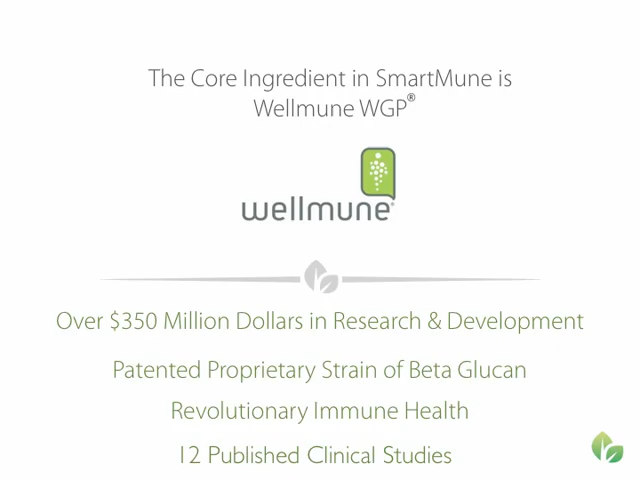 The Core Ingredient in SmartMune is
Wellmune WGP®
wellmune®
Over $350 Million Dollars in Research & Development
Patented Proprietary Strain of Beta Glucan
Revolutionary Immune Health
12 Published Clinical Studies